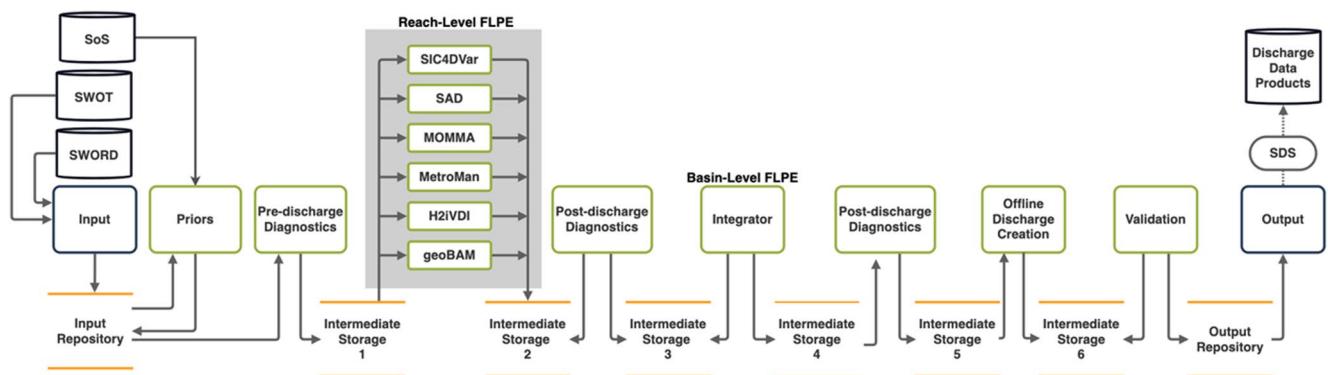 SoS
SWOT
SWORD
Input
Input
Repository
Priors
Pre-discharge
Diagnostics
Intermediate
Storage
1
Reach-Level FLPE
SIC4DVar
SAD
MOMMA
MetroMan
H2iVDI
geoBAM
Intermediate
Storage
2
Post-discharge
Diagnostics
Intermediate
Storage
3
Basin-Level FLPE
Integrator
Intermediate
Storage
4
Post-discharge
Diagnostics
Intermediate
Storage
5
Offline
Discharge
Creation
Intermediate
Storage
6
Validation
Output
Repository
Output
SDS
Discharge
Data
Products